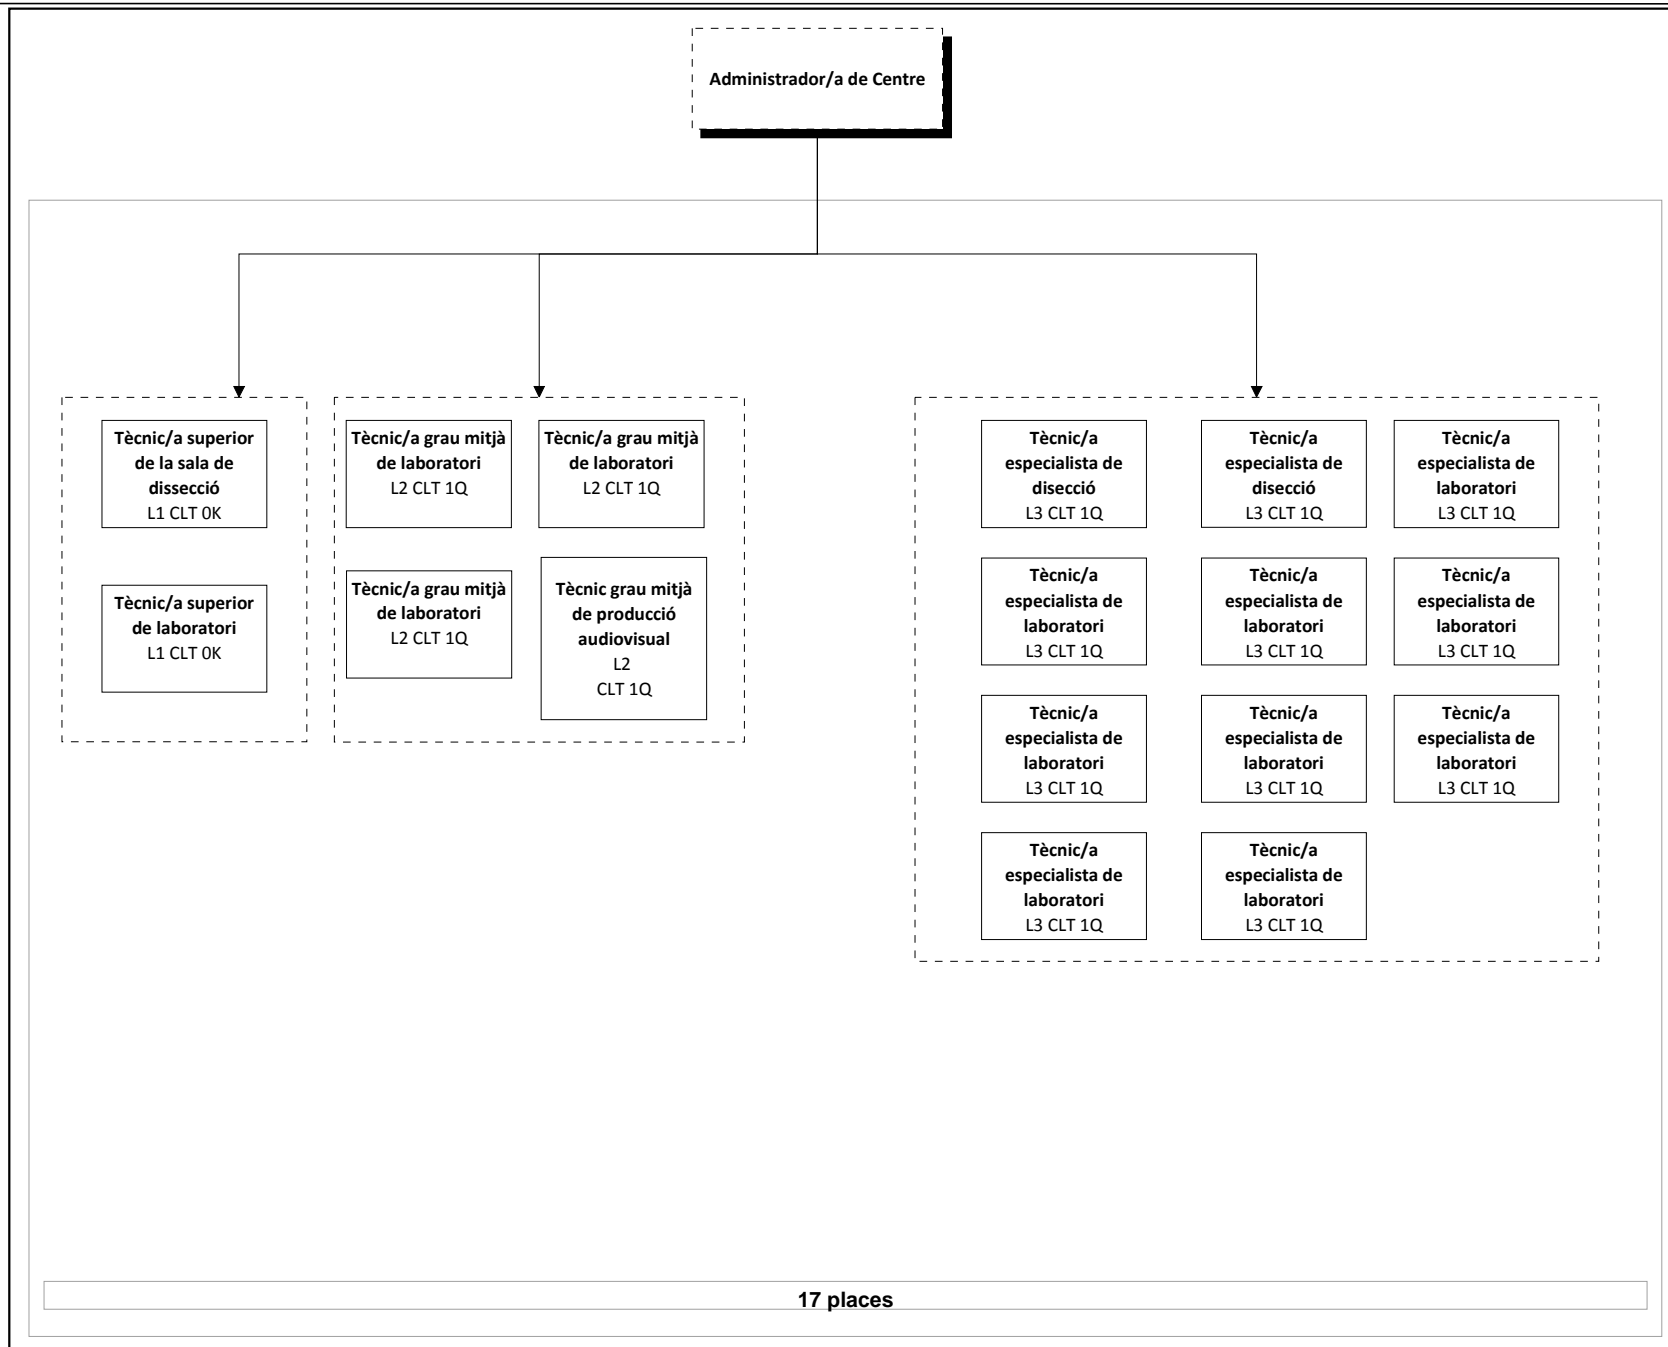 Administrador/a de Centre
Tècnic/a superior
de la sala de
dissecció
L1 CLT 0K
Tècnic/a superior
de laboratori
L1 CLT 0K
Tècnic/a grau mitjà
de laboratori
L2 CLT 1Q
Tècnic/a grau mitjà
de laboratori
L2 CLT 1Q
Tècnic/a grau mitjà
de laboratori
L2 CLT 1Q
Tècnic grau mitjà
de producció
audiovisual
L2
CLT 1Q
Tècnic/a
especialista de
disecció
L3 CLT 1Q
Tècnic/a
especialista de
disecció
L3 CLT 1Q
Tècnic/a
especialista de
laboratori
L3 CLT 1Q
Tècnic/a
especialista de
laboratori
L3 CLT 1Q
Tècnic/a
especialista de
laboratori
L3 CLT 1Q
Tècnic/a
especialista de
laboratori
L3 CLT 1Q
Tècnic/a
especialista de
laboratori
L3 CLT 1Q
Tècnic/a
especialista de
laboratori
L3 CLT 1Q
Tècnic/a
especialista de
laboratori
L3 CLT 1Q
Tècnic/a
especialista de
laboratori
L3 CLT 1Q
Tècnic/a
especialista de
laboratori
L3 CLT 1Q
17 places